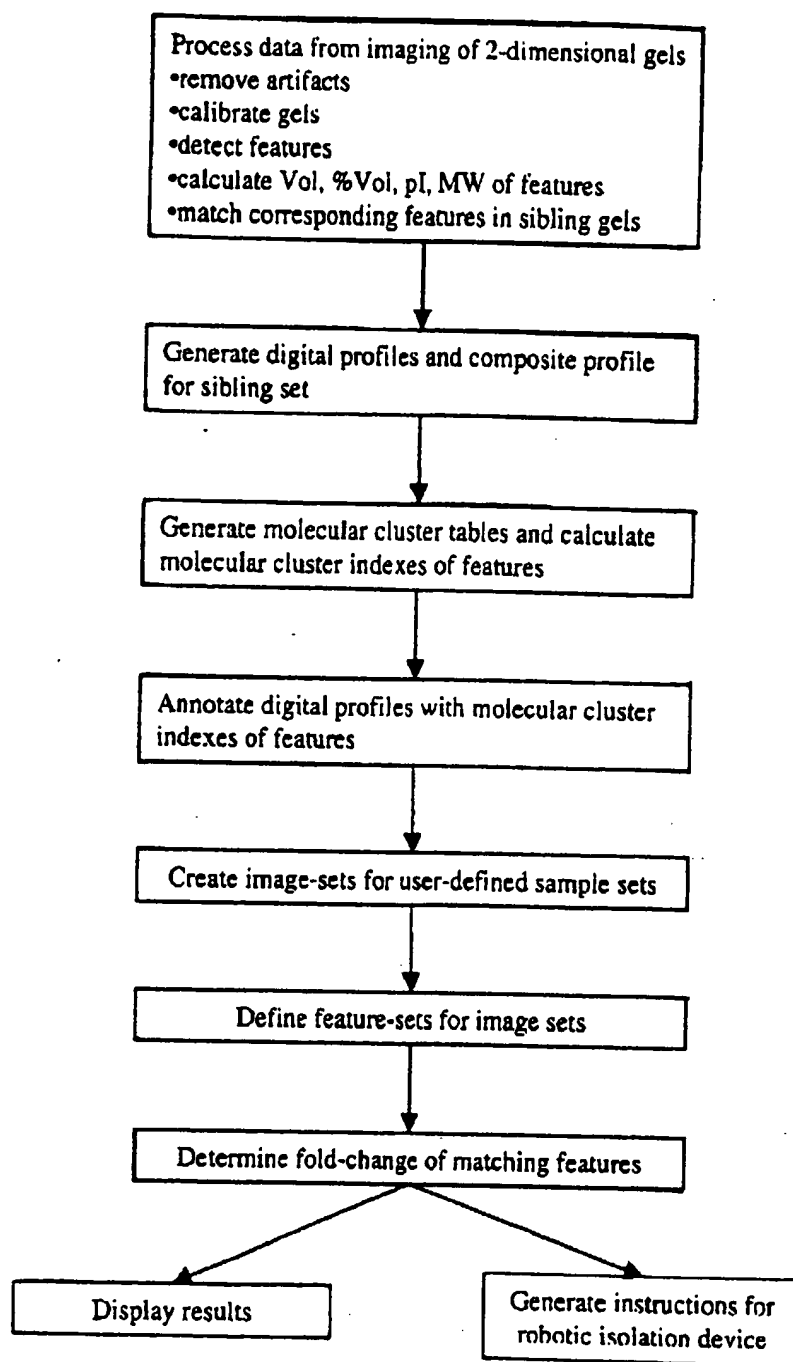 Process data from imaging of 2-dimensional gels
•remove artifacts
•calibrate gels
•detect features
•calculate Vol, %Vol, pI, MW of features
•match corresponding features in sibling gels
Generate digital profiles and composite profile
for sibling set
Generate molecular cluster tables and calculate
molecular cluster indexes of features
Annotate digital profiles with molecular cluster
indexes of features
Create image-sets for user-defined sample sets
Define feature-sets for image sets
Determine fold-change of matching features
Display results
Generate instructions for
robotic isolation device